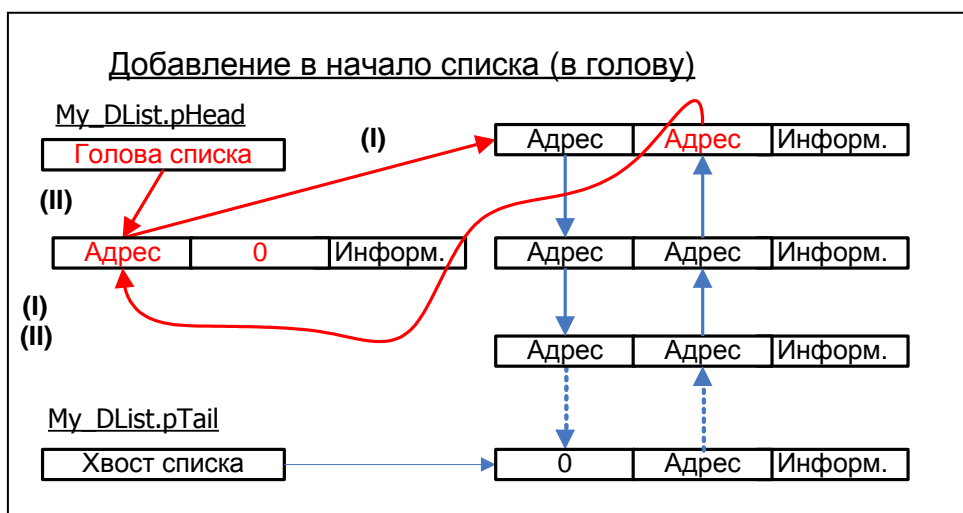 Добавление в начало списка (в голову)
My_DList.pHead
(I)
Адрес Адрес Информ.
Голова списка
(II)
Адрес 0 Информ.
Адрес Адрес Информ.
(I)
(II)
Адрес Адрес Информ.
My_DList.pTail
Хвост списка
0 Адрес Информ.